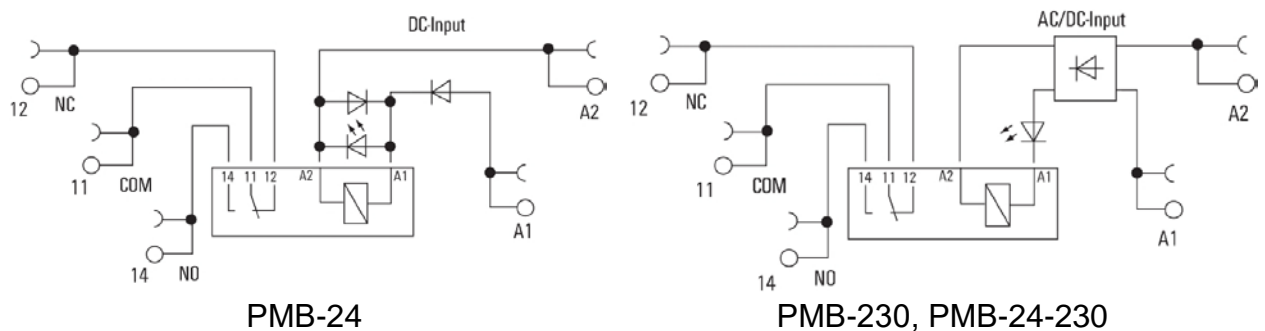 DC-Input
12 NC
11 COM
14 NO
14 11 12 A2 A1
A2
A1
PMB-24
AC/DC-Input
12 NC
11 COM
14 NO
14 11 12 A2 A1
A2
A1
PMB-230, PMB-24-230